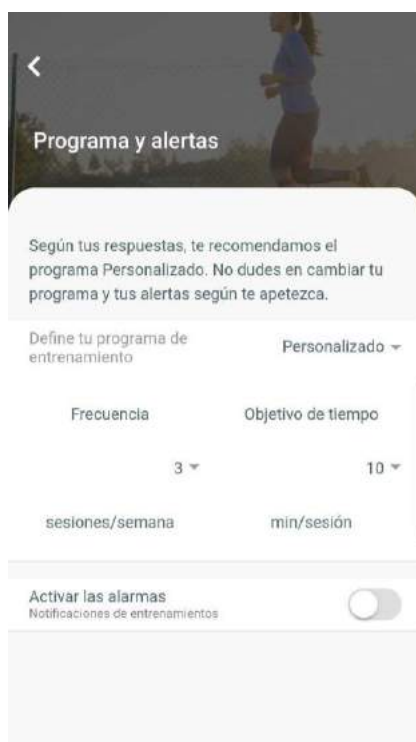 Programa y alertas
Según tus respuestas, te recomendamos el
programa Personalizado. No dudes en cambiar tu
programa y tus alertas según te apetezca.
Define tu programa de
entrenamiento
Personalizado
Frecuencia
Objetivo de tiempo
3
10
sesiones/semana
min/sesión
Activar las alarmas
Notificaciones de entrenamientos